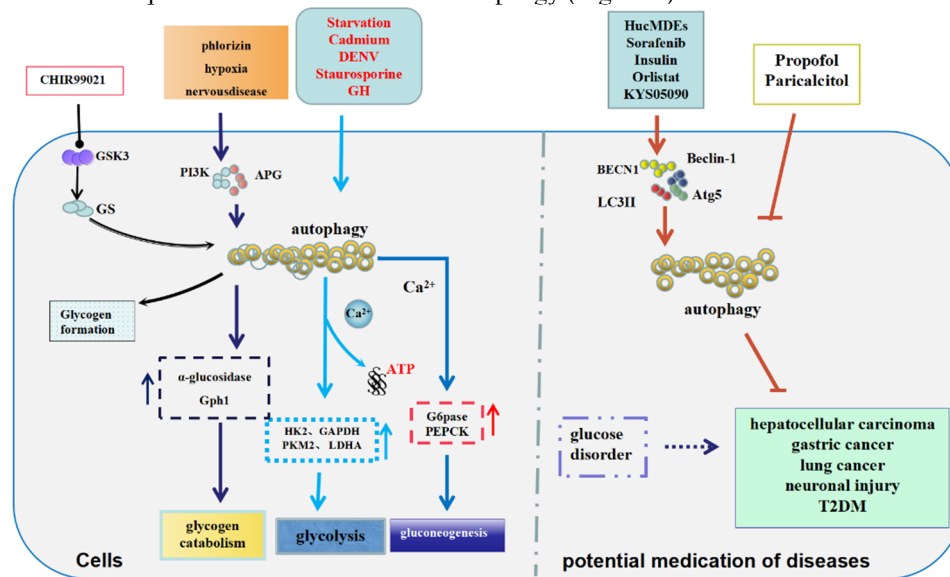 phlorizin
hypoxia
nervousdisease
Starvation
Cadmium
DENV
Staurosporine
GH
HucMDEs
Sorafenib
Insulin
Orlistat
KYS05090
Propofol
Paricalcitol
CHIR99021
GSK3
GS
PI3K
APG
autophagy
BECN1
Beclin-1
LC3II
Atg5
autophagy
Glycogen
formation
Ca²⁺
Ca²⁺
ATP
α-glucosidase
Gph1
HK2、GAPDH
PKM2、LDHA
G6pase
PEPCK
glucose
disorder
hepatocellular carcinoma
gastric cancer
lung cancer
neuronal injury
T2DM
glycogen
catabolism
glycolysis
gluconeogenesis
Cells
potential medication of diseases